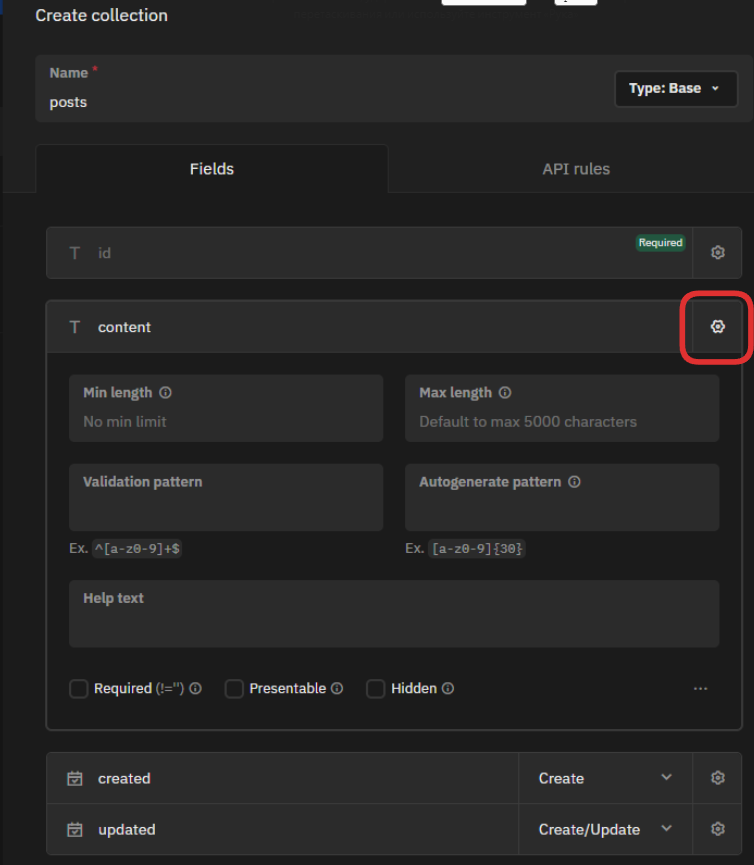 Create collection
Name *
posts
Type: Base
Fields API rules
T id Required
T content
Min length Max length
No min limit Default to max 5000 characters
Validation pattern Autogenerate pattern
Ex. ^[a-z0-9]+$ Ex. [a-z0-9]{30}
Help text
Required (!='') Presentable Hidden ...
created Create
updated Create/Update